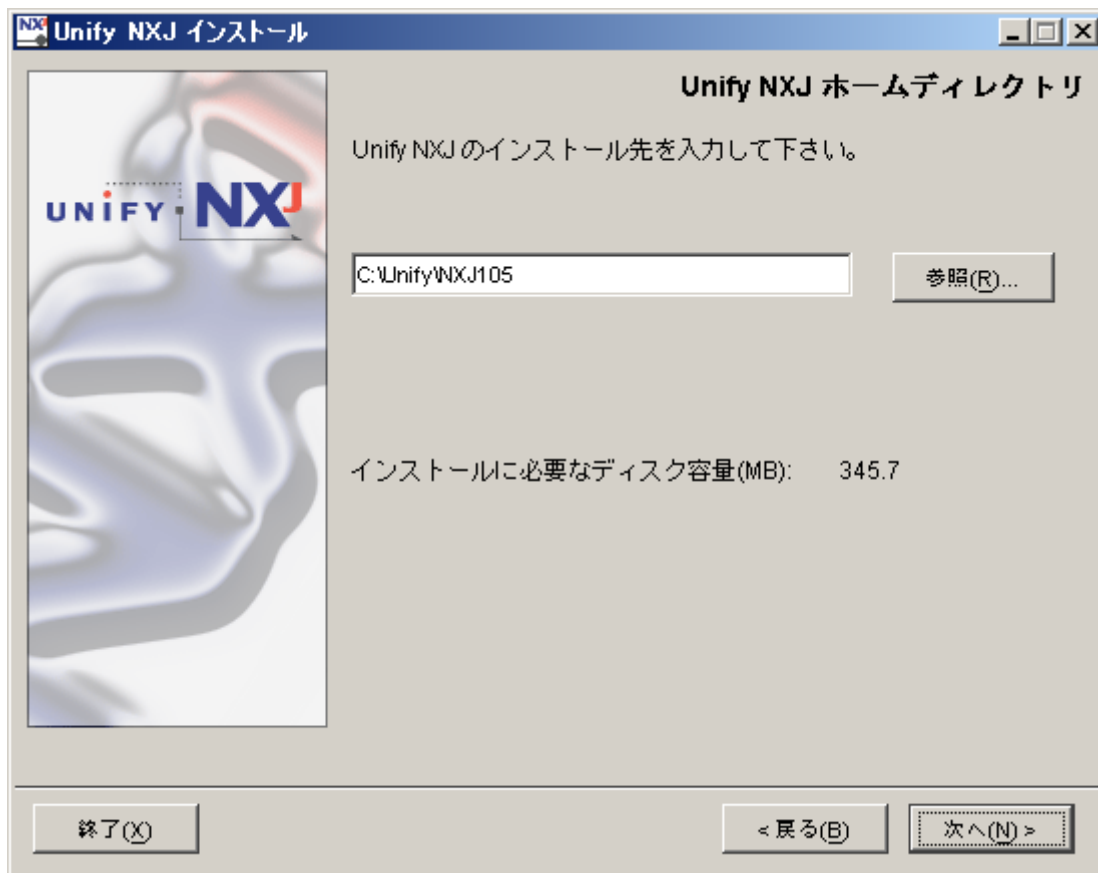 Unify NXJ インストール
Unify NXJ ホームディレクトリ
Unify NXJ のインストール先を入力して下さい。
UNIFY NXJ
C:\Unify\NXJ105
参照(R)...
インストールに必要なディスク容量(MB): 345.7
終了(X)
< 戻る(B)
次へ(N) >